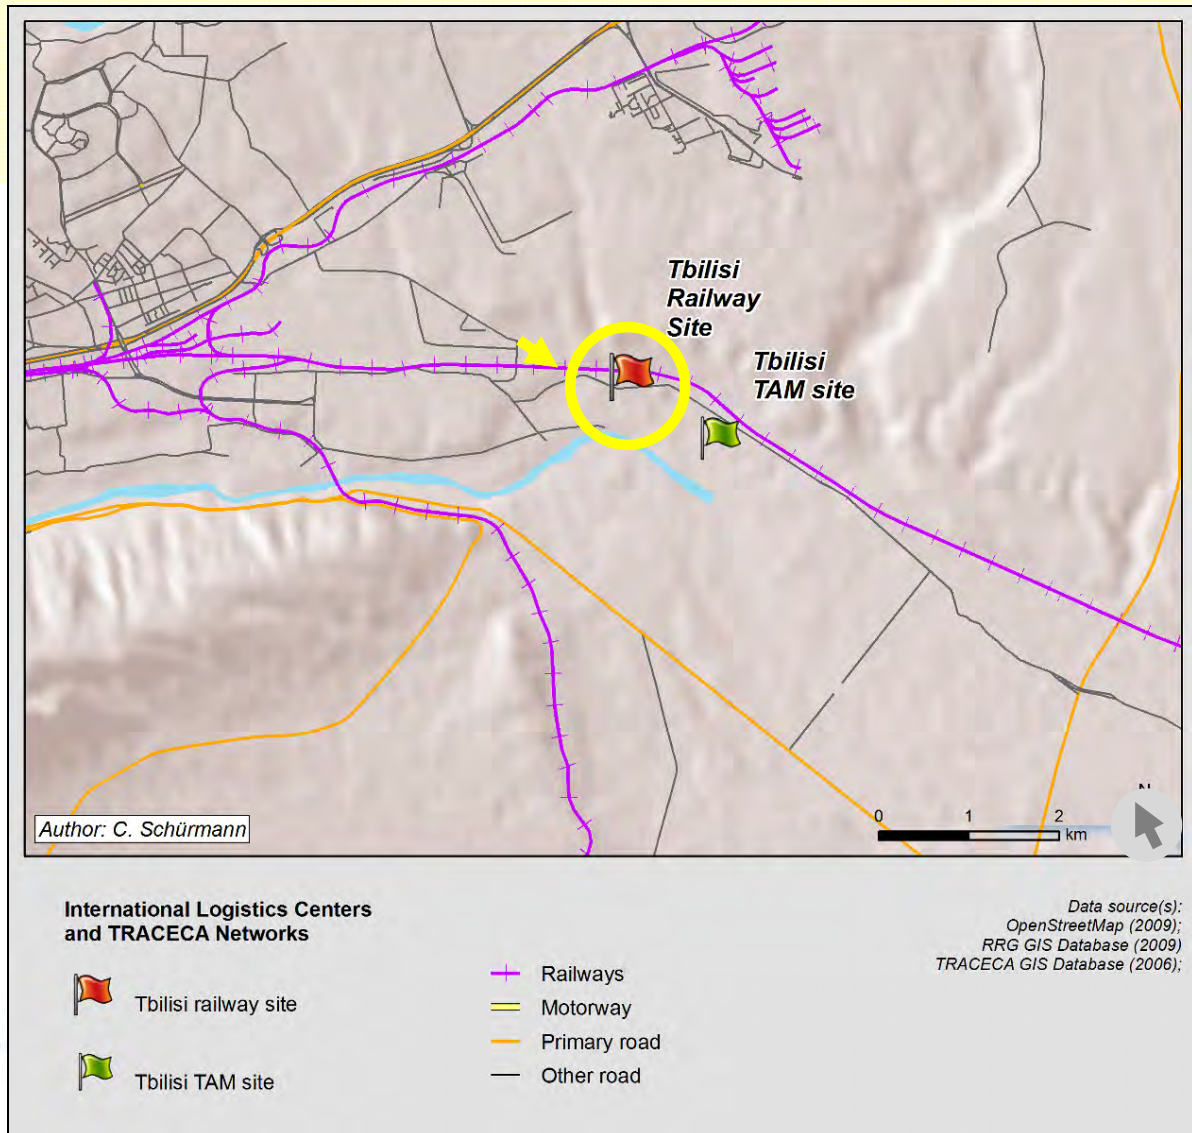 Tbilisi
Railway
Site
Tbilisi
TAM site
Author: C. Schürmann
N
0 1 2
km
International Logistics Centers
and TRACECA Networks
Tbilisi railway site
Tbilisi TAM site
Railways
Motorway
Primary road
Other road
Data source(s):
OpenStreetMap (2009);
RRG GIS Database (2009)
TRACECA GIS Database (2006);